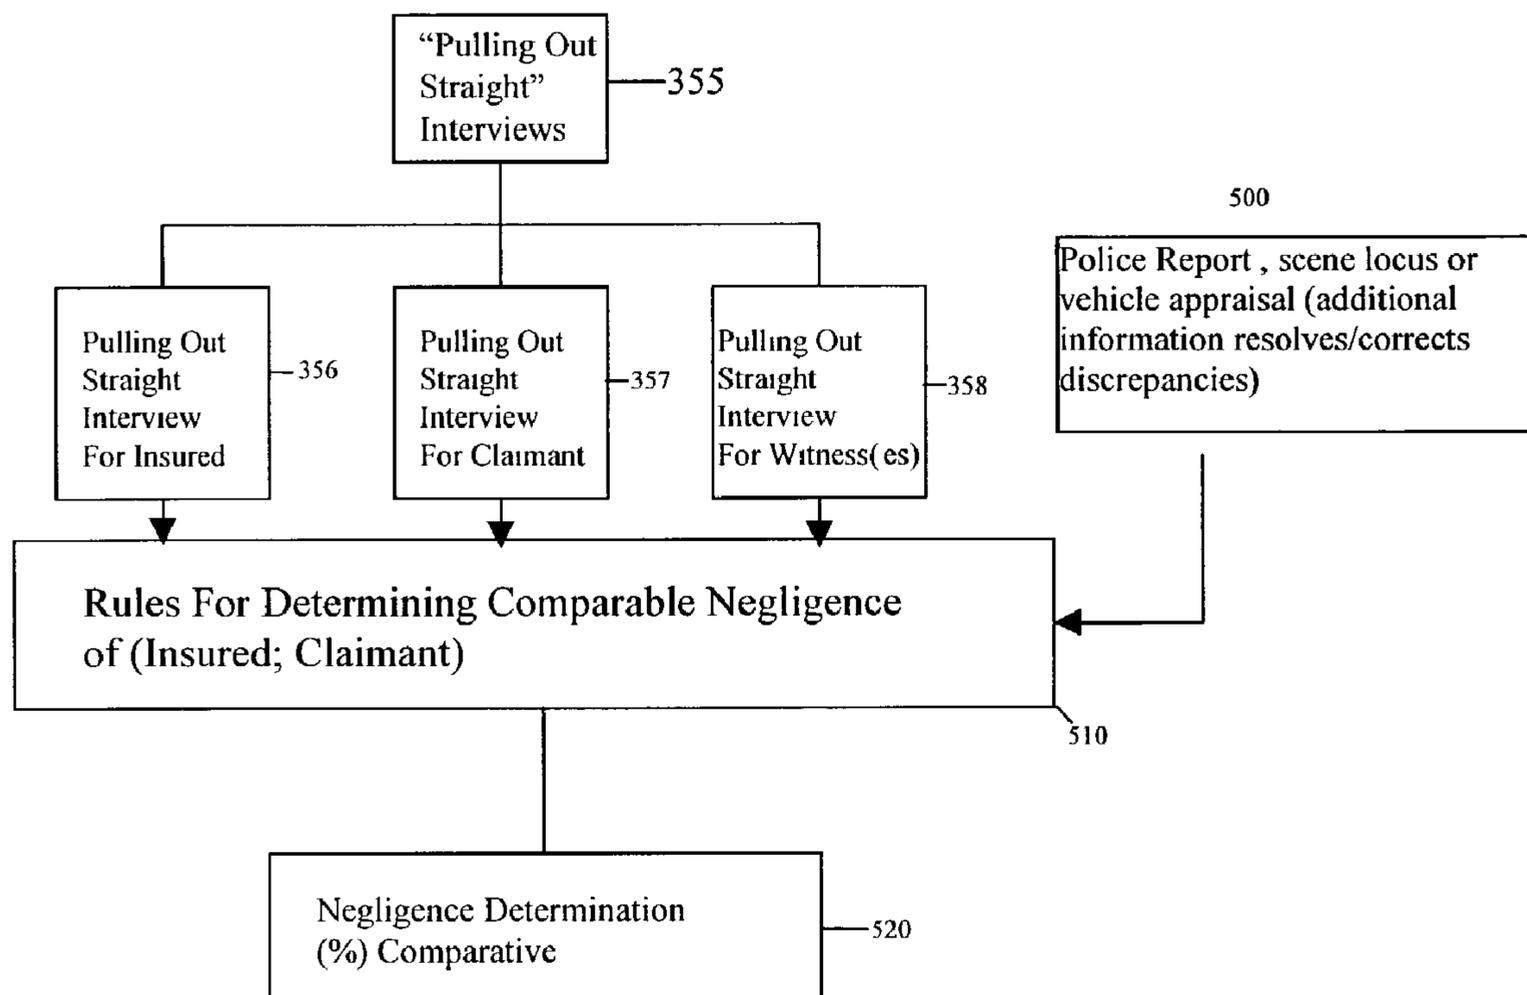 “Pulling Out
Straight”
Interviews
355
500
Police Report , scene locus or
vehicle appraisal (additional
information resolves/corrects
discrepancies)
Pulling Out
Straight
Interview
For Insured
356
Pulling Out
Straight
Interview
For Claimant
357
Pulling Out
Straight
Interview
For Witness(es)
358
Rules For Determining Comparable Negligence
of (Insured; Claimant)
510
Negligence Determination
(%) Comparative
520